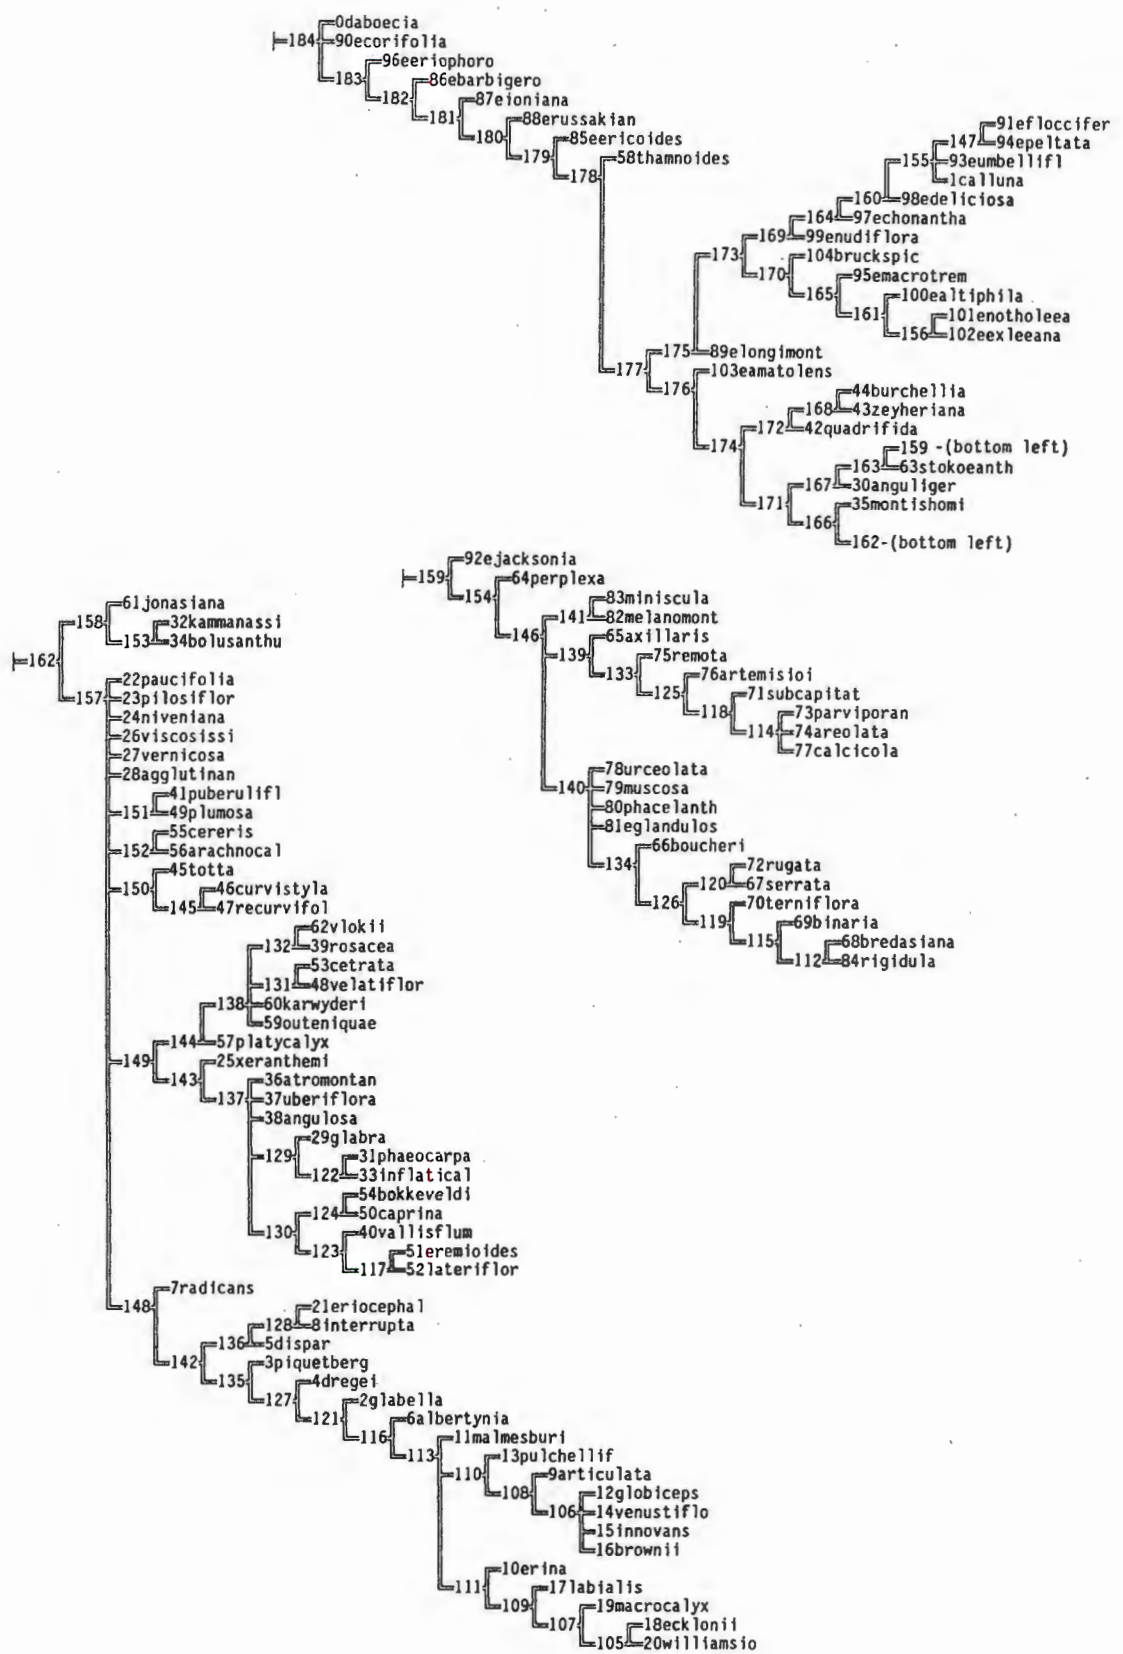 184 0daboecia
90ecorifolia
96eeriophoro
183
86ebarbigero
182
87eioniana
181
88erussakian
180
85eericoides
179
58thamnoides
178
91efloccifer
147 94epeltata
155 93eumbellifl
1calluna
160 98edeliciosa
164 97echonantha
169 99enudiflora
173 104bruckspic
170 95emacrotrem
165 100ealtiphila
161 101enotholeea
156 102eexleeana
175 89elongimont
177 103eamatolens
176
44burchellia
168 43zeyheriana
172 42quadrifida
174 159 -(bottom left)
163 63stokoeanth
167 30anguliger
171 35montishomi
166
162-(bottom left)
92ejacksonia
159 64perplexa
154 83miniscula
141 82melanomont
146 65axillaris
139 75remota
133 76artemisioi
125 71subcapitat
118 73parviporan
114 74areolata
77calcicola
78urceolata
140 79muscosa
80phacelanth
81eglandulos
66boucheri
134 72rugata
120 67serrata
126 70terniflora
119 69binaria
115 68bredasiana
112 84rigidula
61jonasiana
158 32kammanassi
153 34bolusanthu
162
22paucifolia
157 23pilosiflor
24niveniana
26viscosissi
27vernicosa
28agglutinan
41puberulifl
151 49plumosa
55cereris
152 56arachnocal
45totta
150 46curvistyla
145 47recurvifol
62vlokii
132 39rosacea
53cetrata
131 48velatiflor
138 60karwyderi
59outeniquae
144 57platycalyx
149 25xeranthemi
143 36atromontan
137 37uberiflora
38angulosa
29glabra
129 31phaeocarpa
122 33inflatical
54bokkeveldi
124 50caprina
130 40vallisflum
123 51eremioides
117 52lateriflor
7radicans
148 21eriocephal
128 8interrupta
136 5dispar
142 3piquetberg
135 4dregei
127 2glabella
121 6albertynia
116 11malmesburi
113 13pulchellif
110 9articulata
108 12globiceps
106 14venustiflo
15innovans
16brownii
10erina
111 17labialis
109 19macrocalyx
107 18ecklonii
105 20williamsio